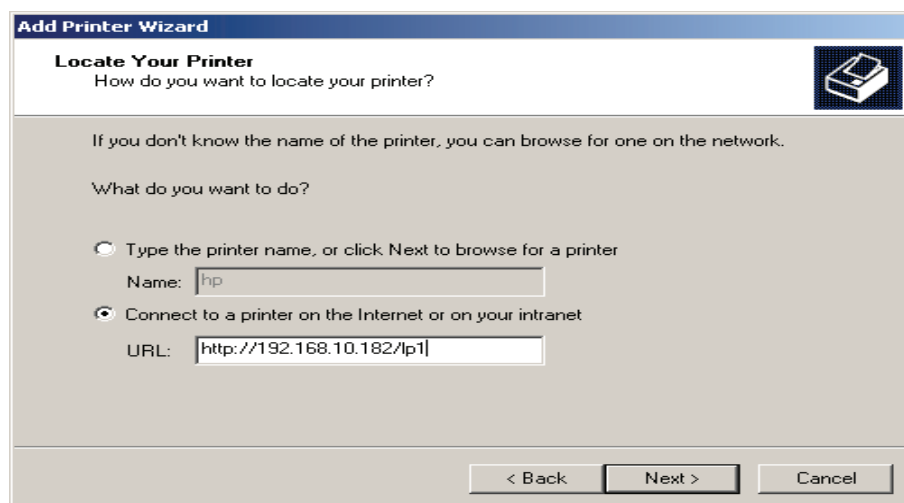 Add Printer Wizard
Locate Your Printer
How do you want to locate your printer?
If you don't know the name of the printer, you can browse for one on the network.
What do you want to do?
Type the printer name, or click Next to browse for a printer
Name: hp
Connect to a printer on the Internet or on your intranet
URL: http://192.168.10.182/lp1
< Back Next > Cancel